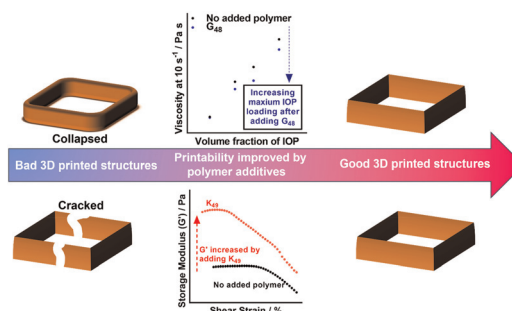 No added polymer
G48
Viscosity at 10 s-1 / Pa s
Increasing
maxium IOP
loading after
adding G48
Volume fraction of IOP
Collapsed
Bad 3D printed structures
Printability improved by
polymer additives
Good 3D printed structures
Cracked
Storage Modulus (G') / Pa
K49
G' increased by
adding K49
No added polymer
Shear Strain / %